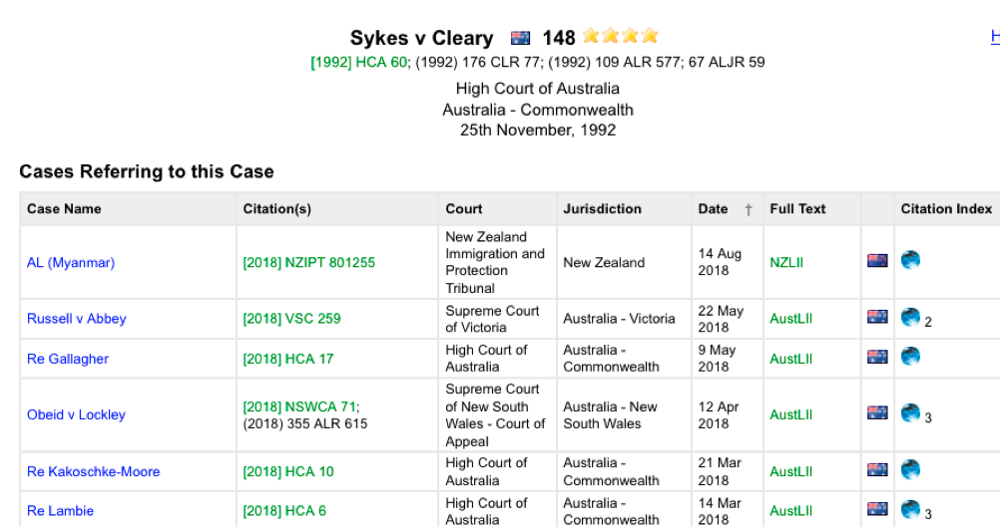 Sykes v Cleary 148
H
[1992] HCA 60; (1992) 176 CLR 77; (1992) 109 ALR 577; 67 ALJR 59
High Court of Australia
Australia - Commonwealth
25th November, 1992
Cases Referring to this Case
Case Name Citation(s) Court Jurisdiction Date † Full Text Citation Index
AL (Myanmar)
[2018] NZIPT 801255
New Zealand
Immigration and
Protection
Tribunal
New Zealand
14 Aug
2018
NZLII
Russell v Abbey
[2018] VSC 259
Supreme Court
of Victoria
Australia - Victoria
22 May
2018
AustLII
2
Re Gallagher
[2018] HCA 17
High Court of
Australia
Australia -
Commonwealth
9 May
2018
AustLII
Obeid v Lockley
[2018] NSWCA 71;
(2018) 355 ALR 615
Supreme Court
of New South
Wales - Court of
Appeal
Australia - New
South Wales
12 Apr
2018
AustLII
3
Re Kakoschke-Moore
[2018] HCA 10
High Court of
Australia
Australia -
Commonwealth
21 Mar
2018
AustLII
Re Lambie
[2018] HCA 6
High Court of
Australia
Australia -
Commonwealth
14 Mar
2018
AustLII
3